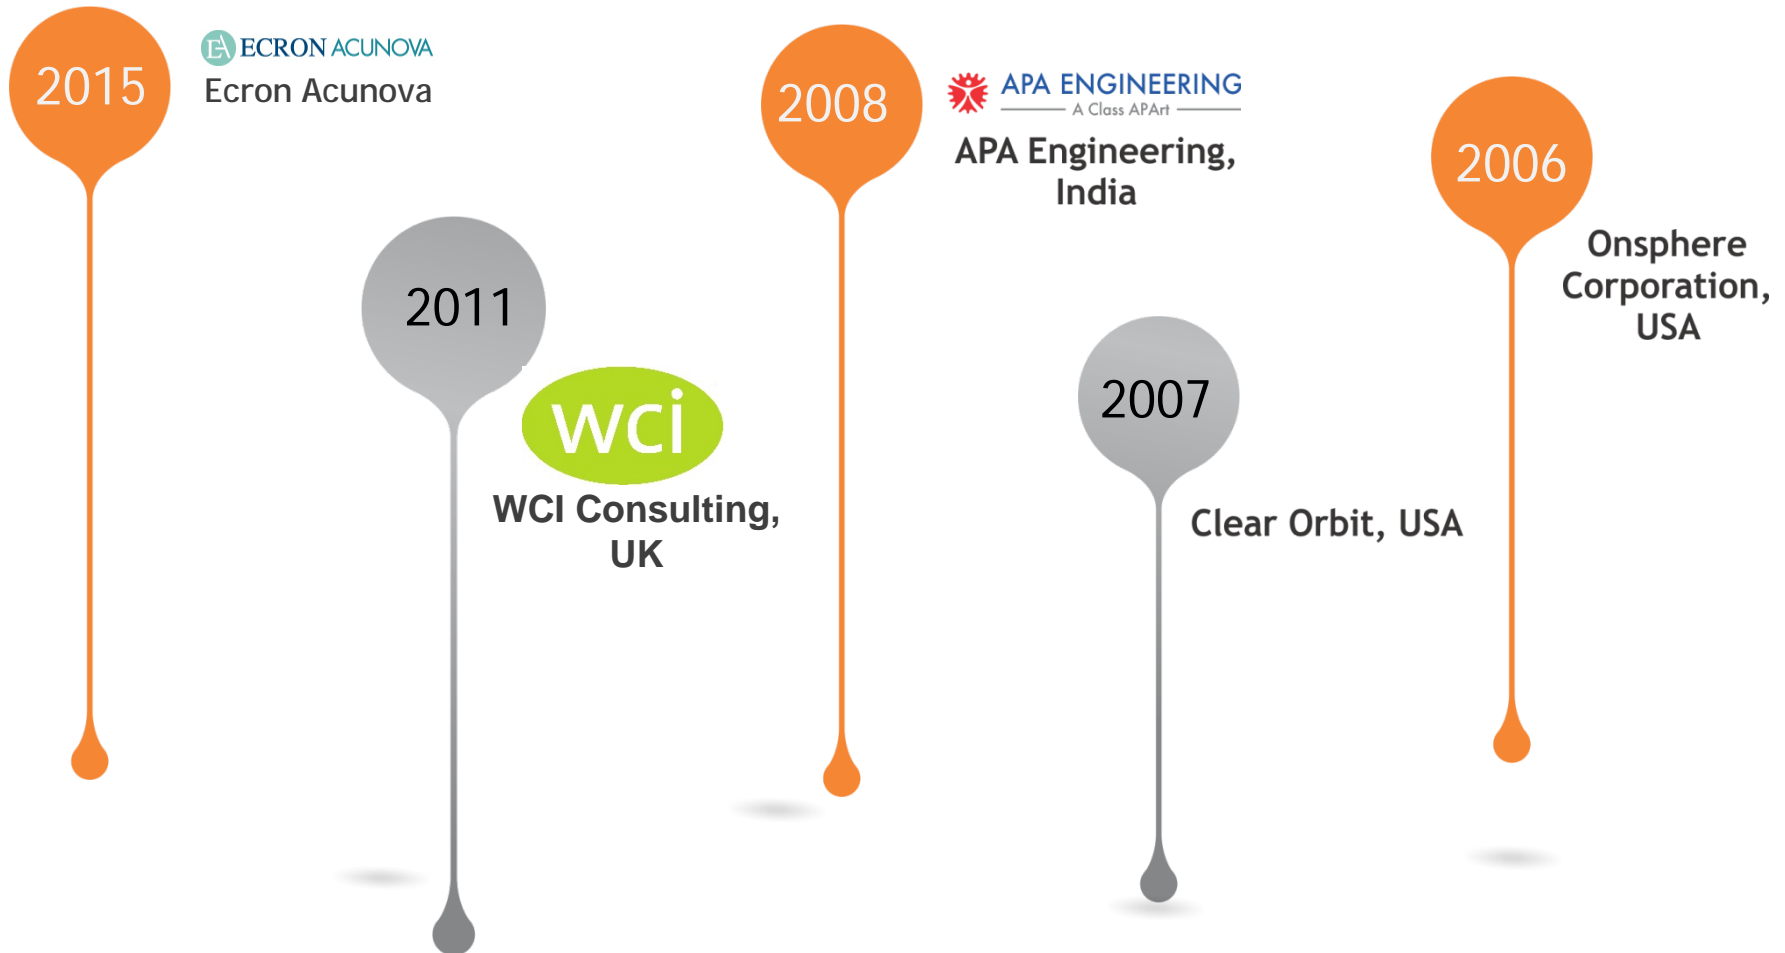 2015
ECRON ACUNOVA
Ecron Acunova
2011
wci
WCI Consulting,
UK
2008
APA ENGINEERING
A Class APArt
APA Engineering,
India
2007
Clear Orbit, USA
2006
Onsphere
Corporation,
USA